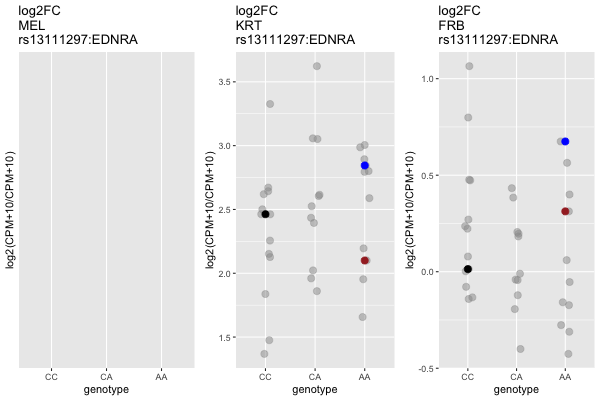 log2FC
MEL
rs13111297:EDNRA
log2(CPM+10/CPM+10)
CC
CA
AA
genotype
log2FC
KRT
rs13111297:EDNRA
log2(CPM+10/CPM+10)
3.5
3.0
2.5
2.0
1.5
CC
CA
AA
genotype
log2FC
FRB
rs13111297:EDNRA
log2(CPM+10/CPM+10)
1.0
0.5
0.0
-0.5
CC
CA
AA
genotype